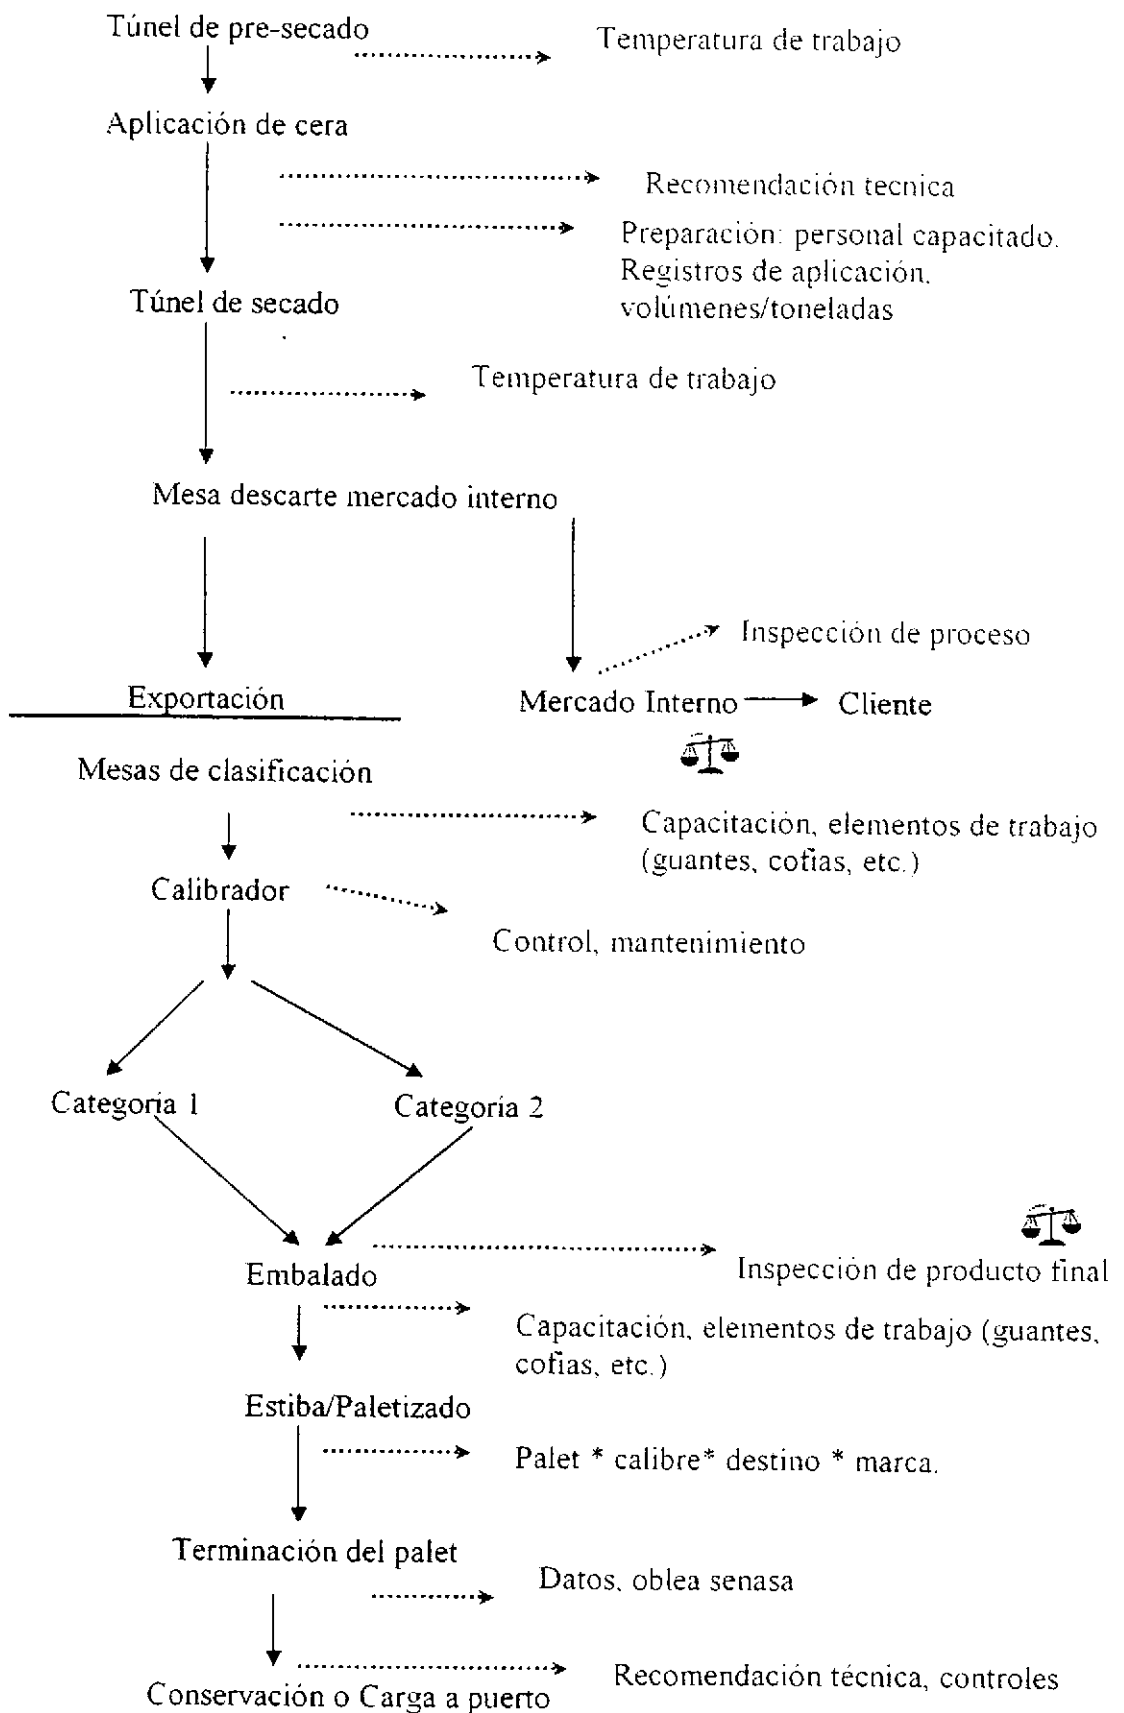 Túnel de pre-secado
Temperatura de trabajo
Aplicación de cera
Recomendación tecnica
Preparación: personal capacitado.
Registros de aplicación,
volúmenes/toneladas
Túnel de secado
Temperatura de trabajo
Mesa descarte mercado interno
Inspección de proceso
Exportación
Mercado Interno
Cliente
Mesas de clasificación
Capacitación, elementos de trabajo
(guantes, cofias, etc.)
Calibrador
Control, mantenimiento
Categoría 1
Categoría 2
Embalado
Inspección de producto final
Capacitación, elementos de trabajo (guantes,
cofias, etc.)
Estiba/Paletizado
Palet * calibre* destino * marca.
Terminación del palet
Datos, oblea senasa
Recomendación técnica, controles
Conservación o Carga a puerto